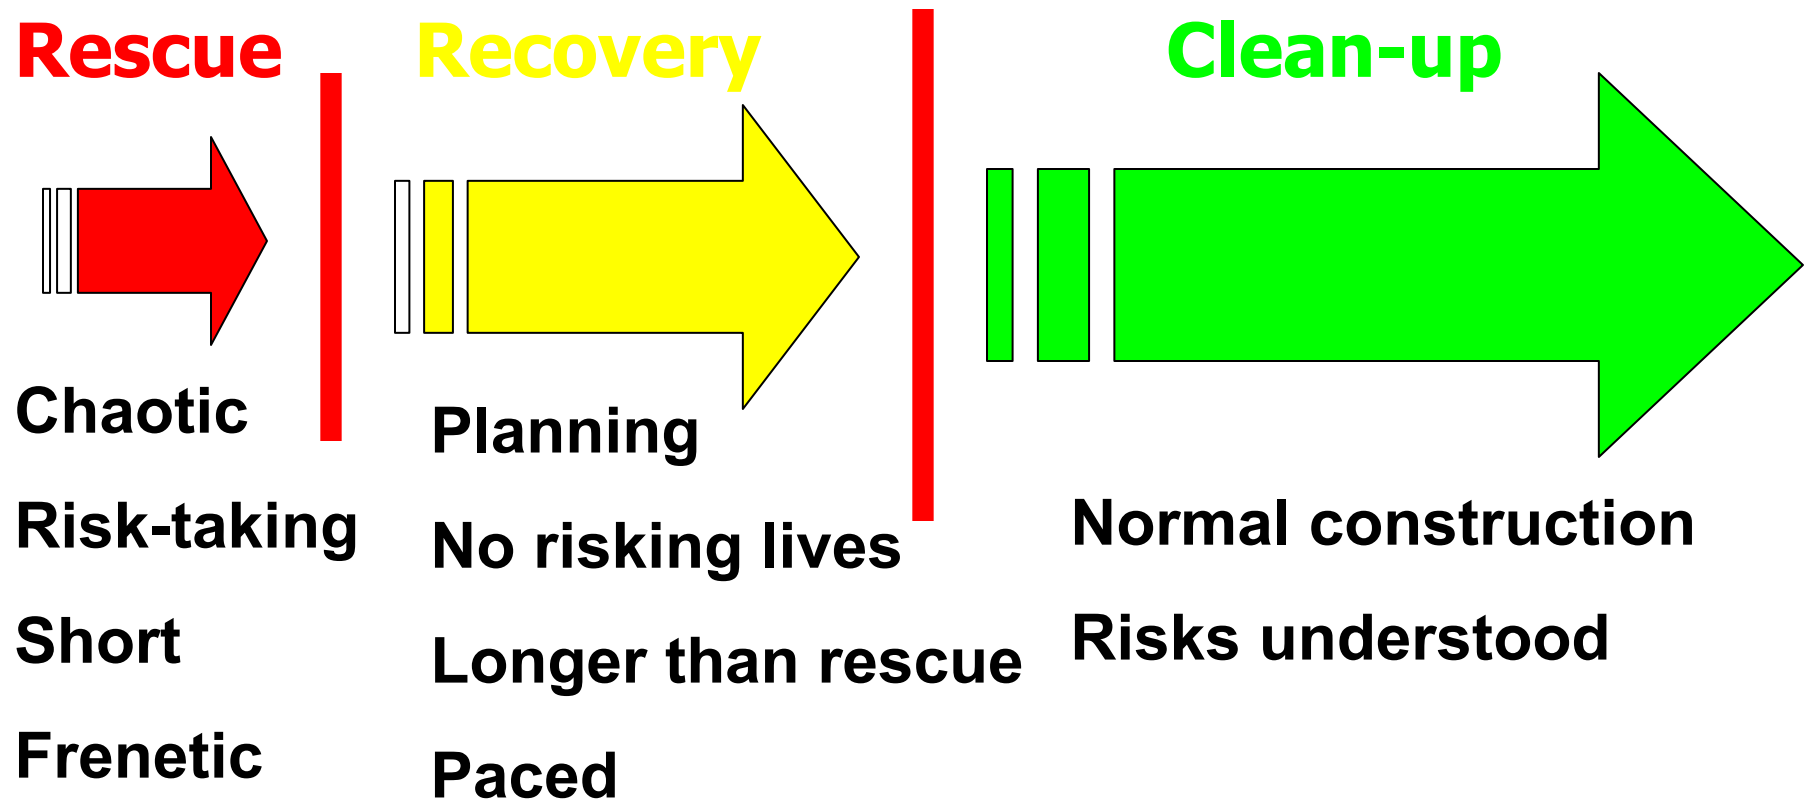 Rescue
Chaotic
Risk-taking
Short
Frenetic
Recovery
Planning
No risking lives
Longer than rescue
Paced
Clean-up
Normal construction
Risks understood